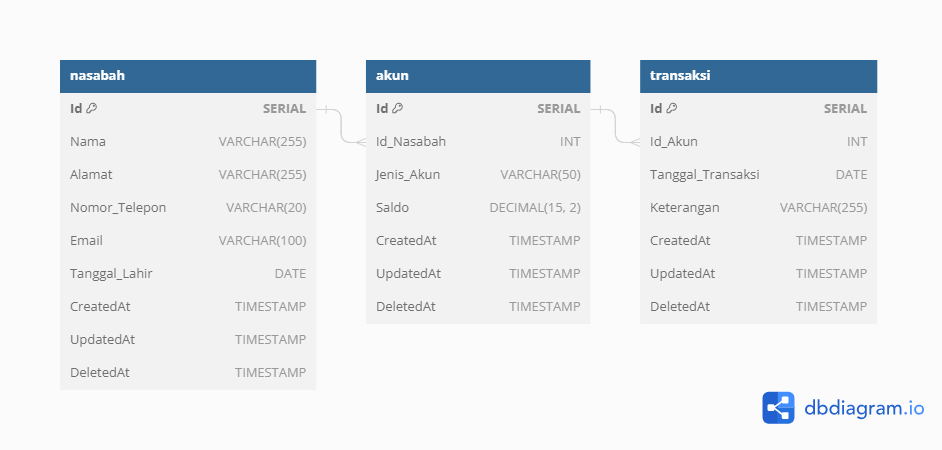 nasabah
Id SERIAL
Nama VARCHAR(255)
Alamat VARCHAR(255)
Nomor_Telepon VARCHAR(20)
Email VARCHAR(100)
Tanggal_Lahir DATE
CreatedAt TIMESTAMP
UpdatedAt TIMESTAMP
DeletedAt TIMESTAMP
akun
Id SERIAL
Id_Nasabah INT
Jenis_Akun VARCHAR(50)
Saldo DECIMAL(15, 2)
CreatedAt TIMESTAMP
UpdatedAt TIMESTAMP
DeletedAt TIMESTAMP
transaksi
Id SERIAL
Id_Akun INT
Tanggal_Transaksi DATE
Keterangan VARCHAR(255)
CreatedAt TIMESTAMP
UpdatedAt TIMESTAMP
DeletedAt TIMESTAMP
dbdiagram.io